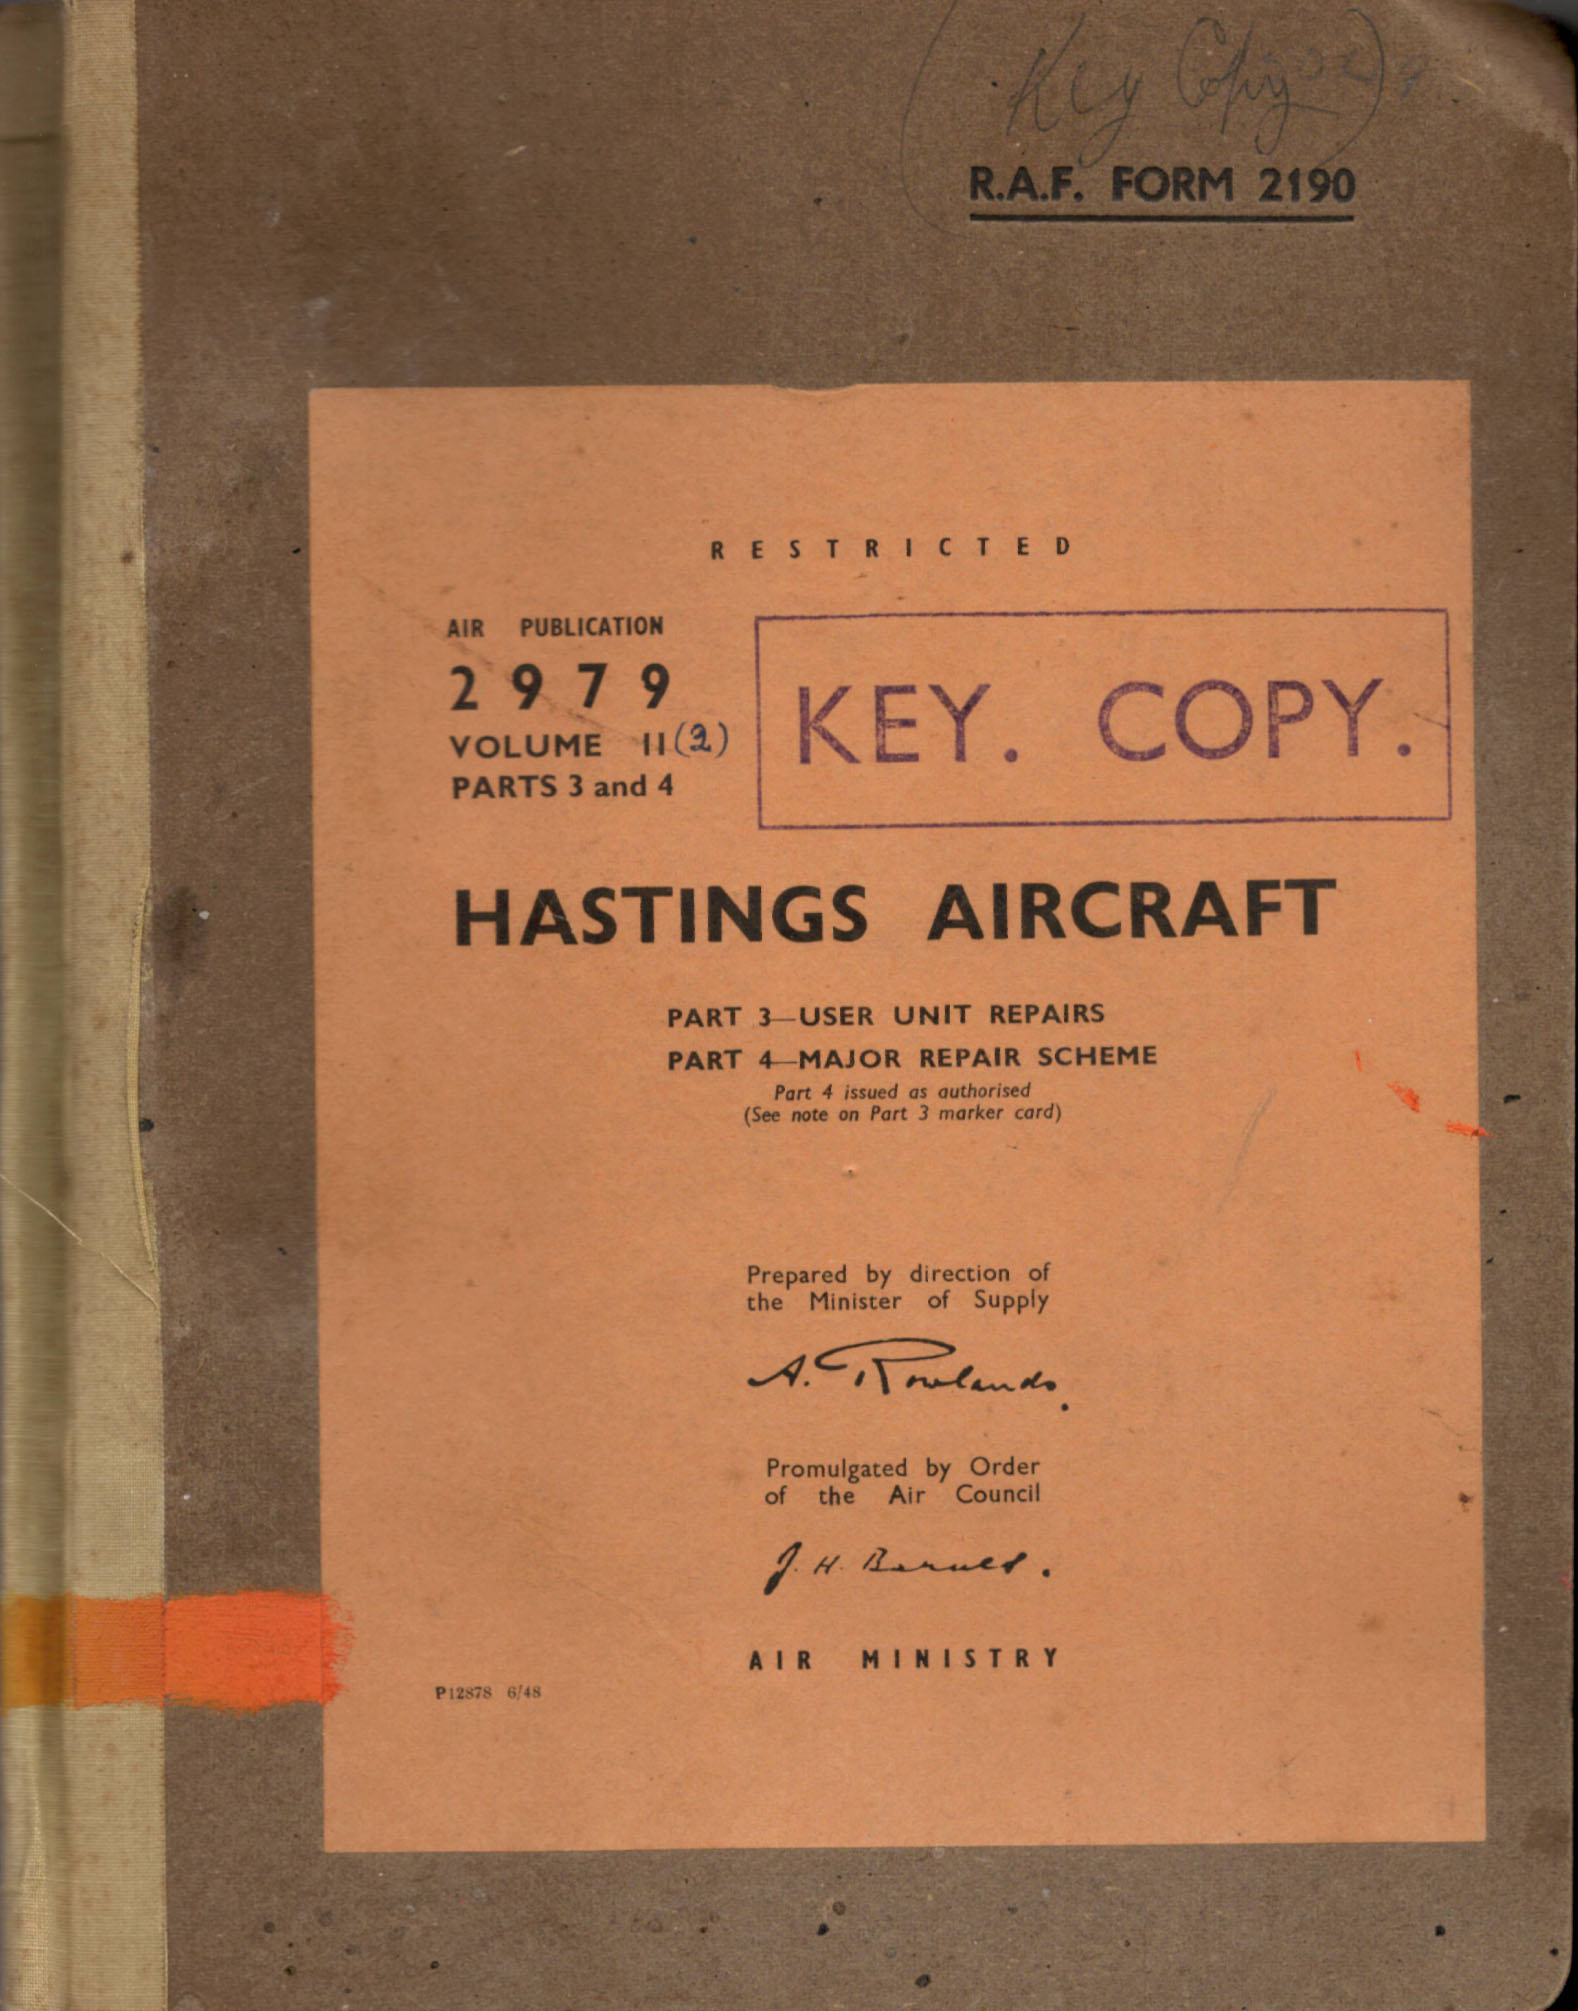 Key Copy
R.A.F. FORM 2190
RESTRICTED
AIR PUBLICATION
2979
VOLUME II (2)
PARTS 3 and 4
KEY. COPY.
HASTINGS AIRCRAFT
PART 3—USER UNIT REPAIRS
PART 4—MAJOR REPAIR SCHEME
Part 4 issued as authorised
(See note on Part 3 marker card)
Prepared by direction of
the Minister of Supply
A. Rowlands.
Promulgated by Order
of the Air Council
J. H. Barnes.
AIR MINISTRY
P12878 6/48